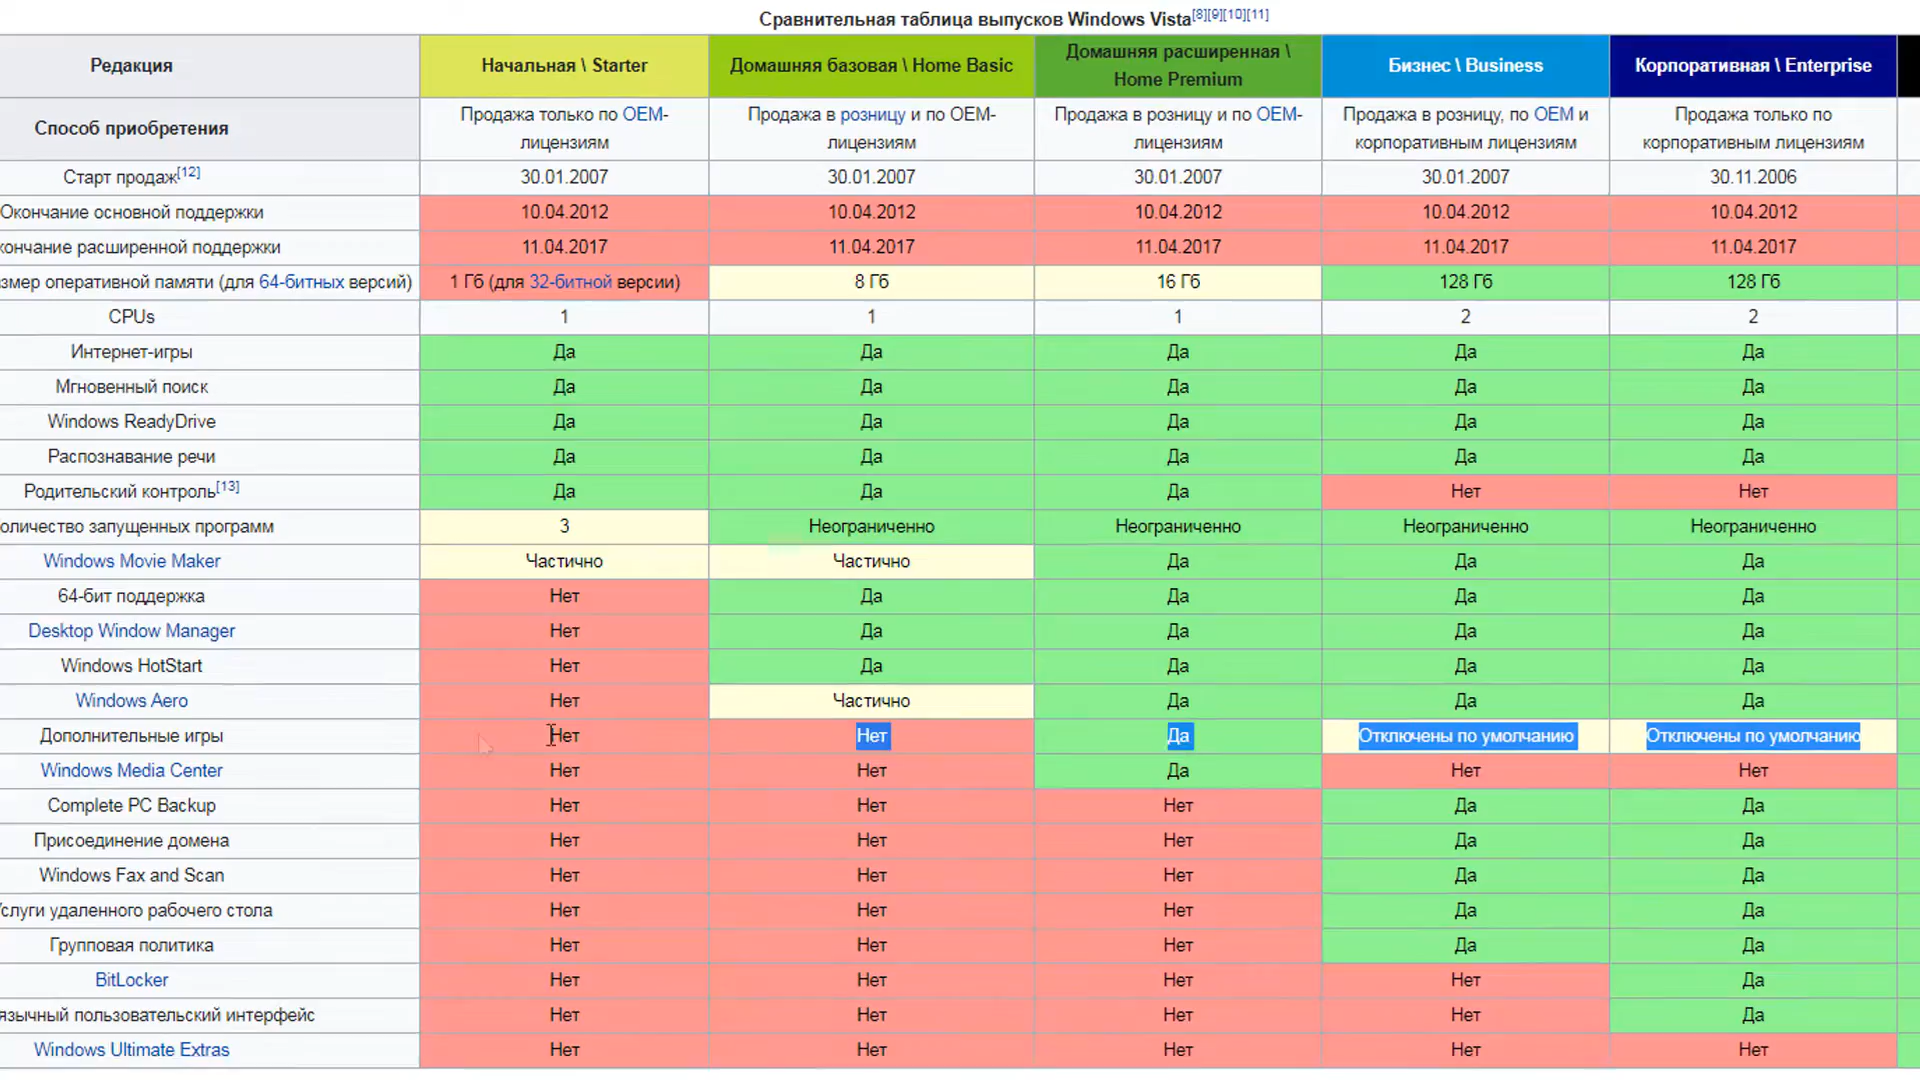 Сравнительная таблица выпусков Windows Vista[8][9][10][11]
Редакция Начальная \ Starter Домашняя базовая \ Home Basic Домашняя расширенная \ Home Premium Бизнес \ Business Корпоративная \ Enterprise
Способ приобретения Продажа только по OEM-лицензиям Продажа в розницу и по OEM-лицензиям Продажа в розницу и по OEM-лицензиям Продажа в розницу, по OEM и корпоративным лицензиям Продажа только по корпоративным лицензиям
Старт продаж[12] 30.01.2007 30.01.2007 30.01.2007 30.01.2007 30.11.2006
Окончание основной поддержки 10.04.2012 10.04.2012 10.04.2012 10.04.2012 10.04.2012
кончание расширенной поддержки 11.04.2017 11.04.2017 11.04.2017 11.04.2017 11.04.2017
змер оперативной памяти (для 64-битных версий) 1 Гб (для 32-битной версии) 8 Гб 16 Гб 128 Гб 128 Гб
CPUs 1 1 1 2 2
Интернет-игры Да Да Да Да Да
Мгновенный поиск Да Да Да Да Да
Windows ReadyDrive Да Да Да Да Да
Распознавание речи Да Да Да Да Да
Родительский контроль[13] Да Да Да Нет Нет
оличество запущенных программ 3 Неограниченно Неограниченно Неограниченно Неограниченно
Windows Movie Maker Частично Частично Да Да Да
64-бит поддержка Нет Да Да Да Да
Desktop Window Manager Нет Да Да Да Да
Windows HotStart Нет Да Да Да Да
Windows Aero Нет Частично Да Да Да
Дополнительные игры Нет Нет Да Отключены по умолчанию Отключены по умолчанию
Windows Media Center Нет Нет Да Нет Нет
Complete PC Backup Нет Нет Нет Да Да
Присоединение домена Нет Нет Нет Да Да
Windows Fax and Scan Нет Нет Нет Да Да
слуги удаленного рабочего стола Нет Нет Нет Да Да
Групповая политика Нет Нет Нет Да Да
BitLocker Нет Нет Нет Нет Да
язычный пользовательский интерфейс Нет Нет Нет Нет Да
Windows Ultimate Extras Нет Нет Нет Нет Нет